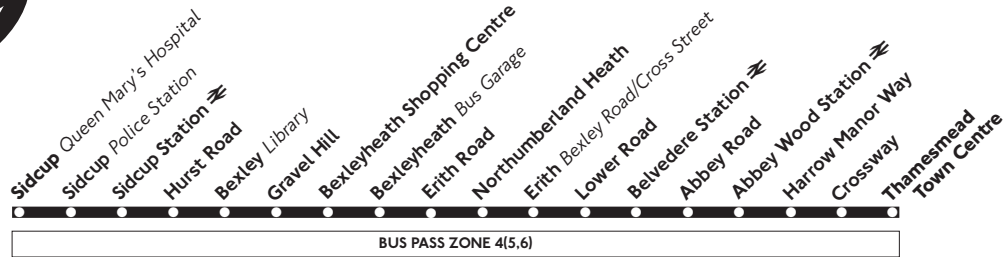 Sidcup Queen Mary's Hospital
Sidcup Police Station
Sidcup Station
Hurst Road
Bexley Library
Gravel Hill
Bexleyheath Shopping Centre
Bexleyheath Bus Garage
Erith Road
Northumberland Heath
Erith Bexley Road/Cross Street
Lower Road
Belvedere Station
Abbey Road
Abbey Wood Station
Harrow Manor Way
Crossway
Thamesmead
Town Centre
BUS PASS ZONE 4(5,6)